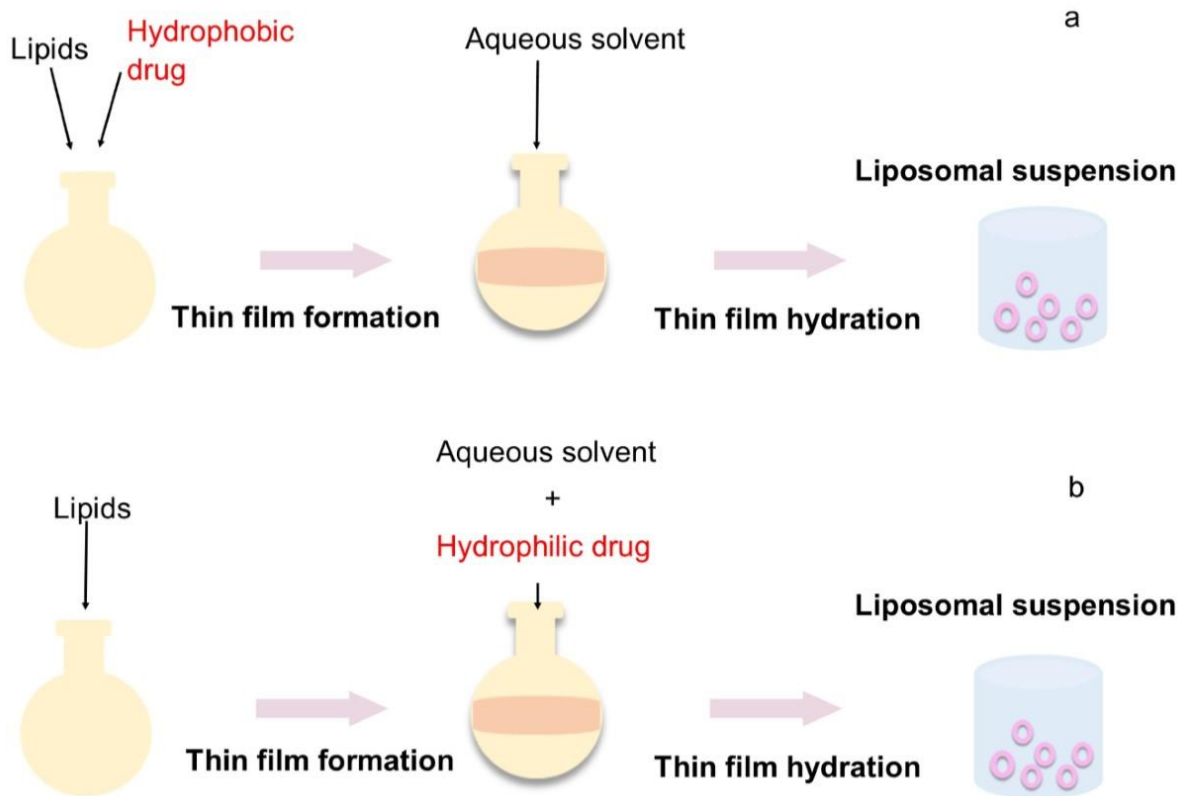 a
Lipids
Hydrophobic
drug
Aqueous solvent
Liposomal suspension
Thin film formation
Thin film hydration
Aqueous solvent
b
+
Lipids
Hydrophilic drug
Liposomal suspension
Thin film formation
Thin film hydration